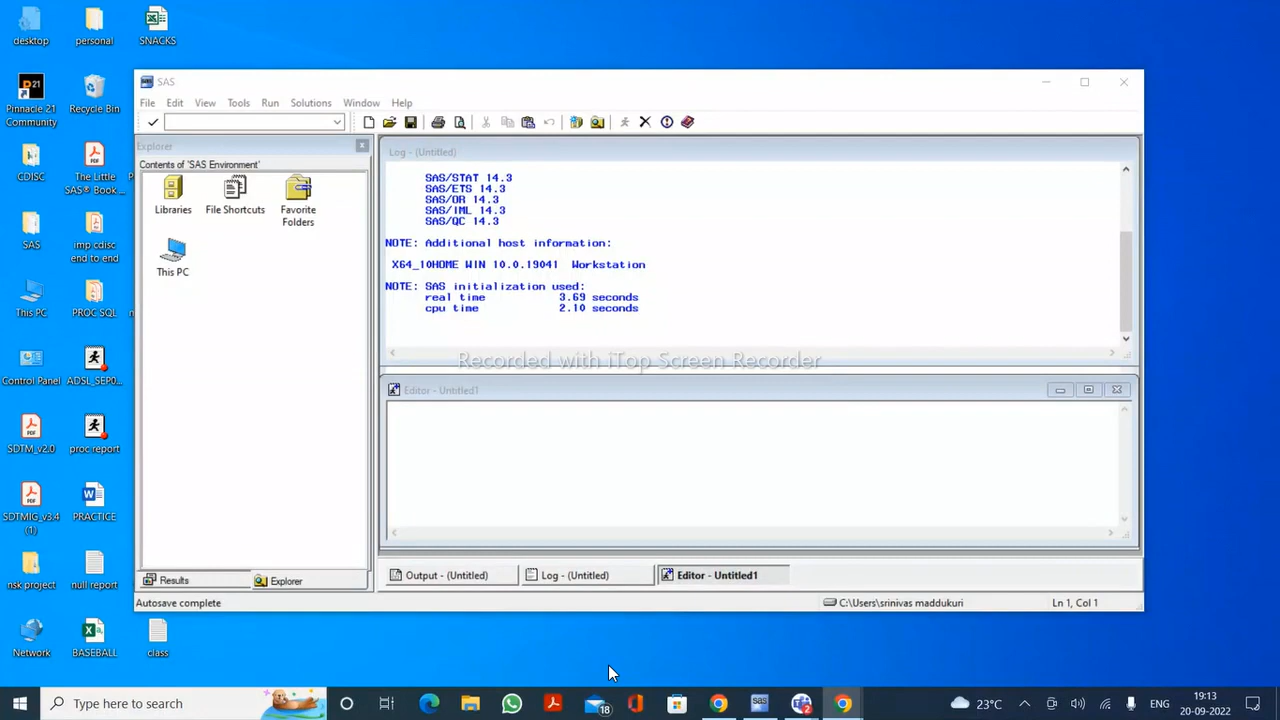 desktop
personal
SNACKS
Pinnacle 21
Community
Recycle Bin
CDISC
The Little
SAS® Book ...
SAS
imp cdisc
end to end
This PC
PROC SQL
Control Panel
ADSL_SEP0...
SDTM_v2.0
proc report
SDTMIG_v3.4
(1)
PRACTICE
nsk project
null report
Network
BASEBALL
class
SAS
File Edit View Tools Run Solutions Window Help
Explorer
Contents of 'SAS Environment'
Libraries
File Shortcuts
Favorite
Folders
This PC
Results
Explorer
Log - (Untitled)
SAS/STAT 14.3
SAS/ETS 14.3
SAS/OR 14.3
SAS/IML 14.3
SAS/QC 14.3
NOTE: Additional host information:
X64_10HOME WIN 10.0.19041 Workstation
NOTE: SAS initialization used:
real time 3.69 seconds
cpu time 2.10 seconds
Recorded with iTop Screen Recorder
Editor - Untitled1
Output - (Untitled)
Log - (Untitled)
Editor - Untitled1
Autosave complete
C:\Users\srinivas maddukuri
Ln 1, Col 1
Type here to search
18
sas
2
23°C
ENG
19:13
20-09-2022